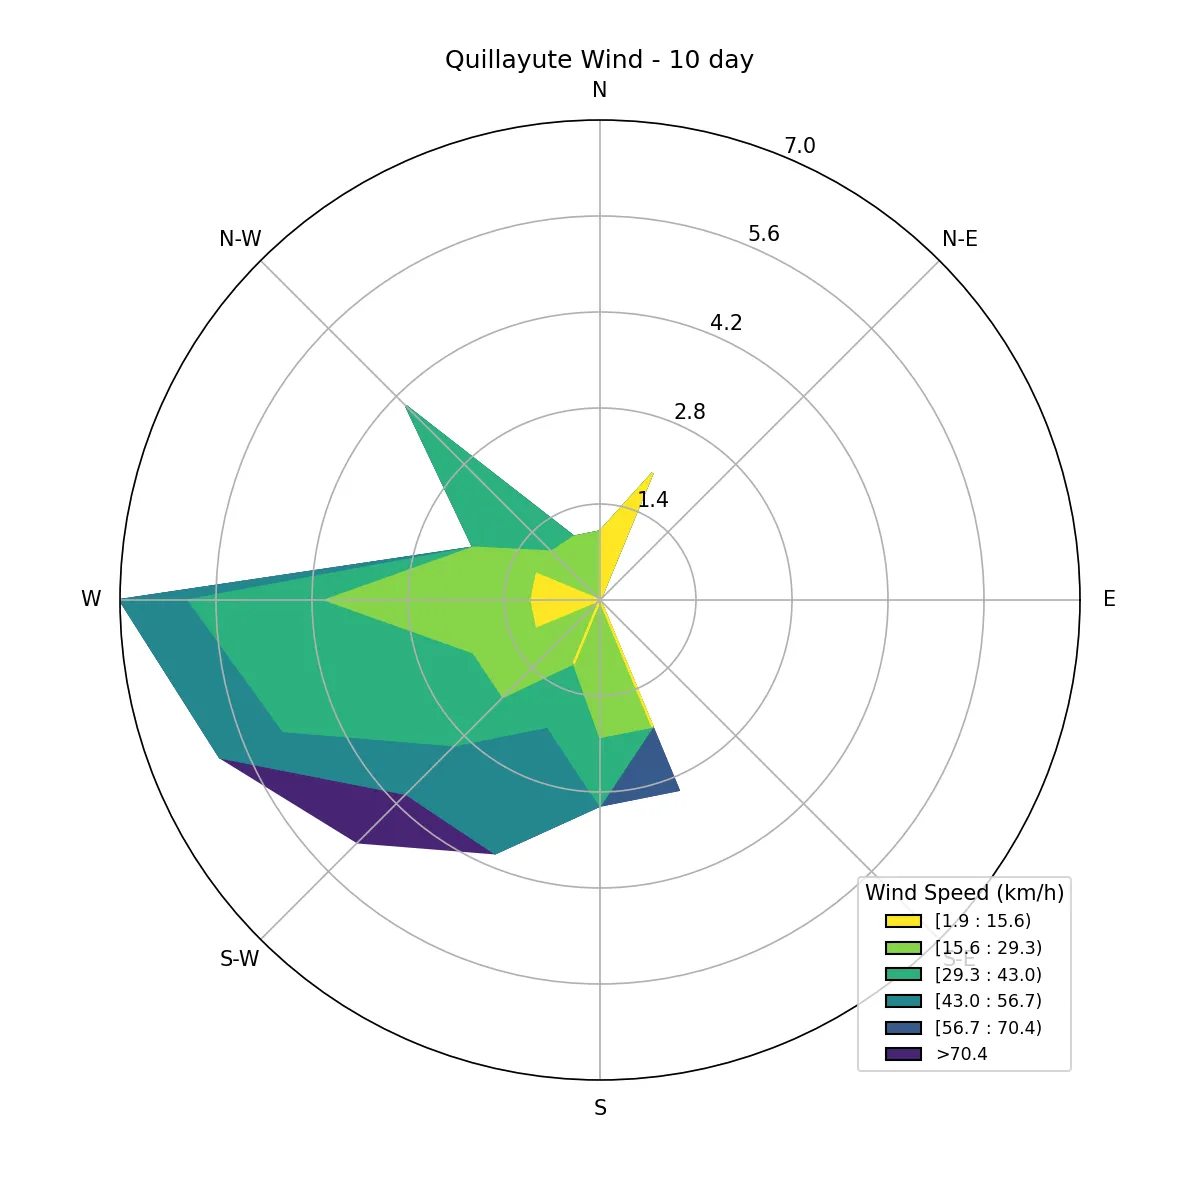 Quillayute Wind - 10 day
N
7.0
5.6
N-W
N-E
4.2
2.8
1.4
W
E
S-W
S-E
S
Wind Speed (km/h)
[1.9 : 15.6)
[15.6 : 29.3)
[29.3 : 43.0)
[43.0 : 56.7)
[56.7 : 70.4)
>70.4